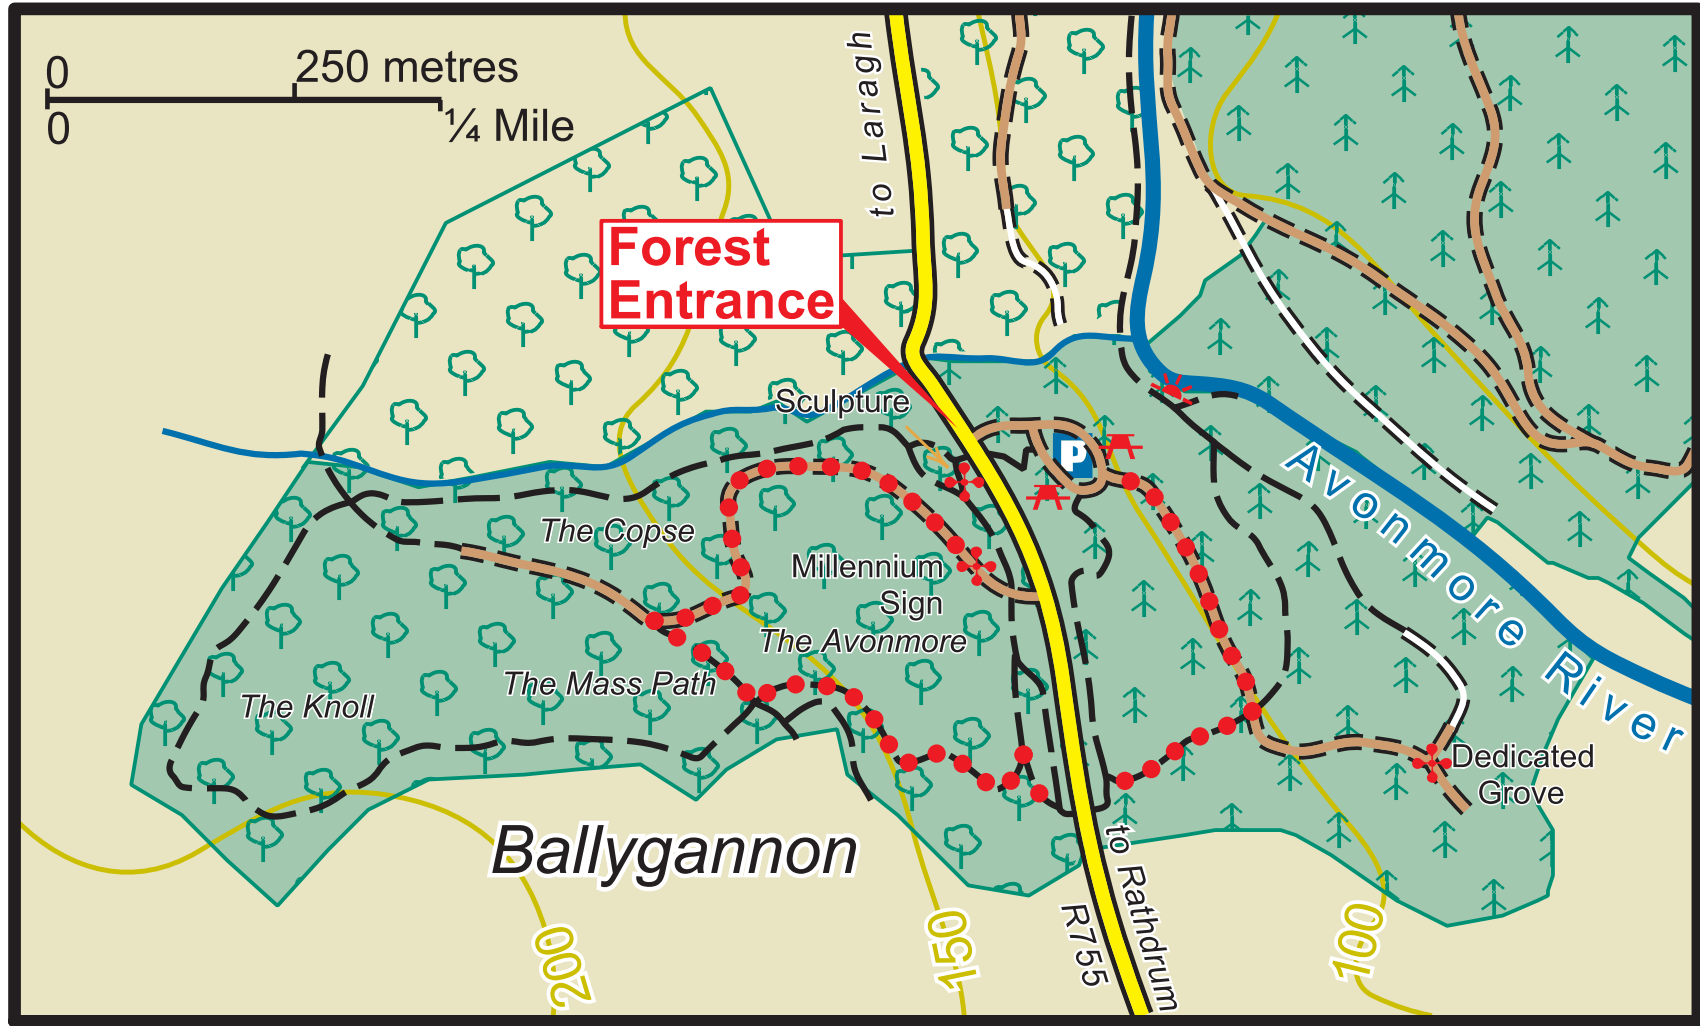 0
250 metres
0
¼ Mile
to Laragh
Forest
Entrance
Sculpture
P
The Copse
Millennium
Sign
The Avonmore
The Mass Path
The Knoll
Avonmore River
Dedicated
Grove
Ballygannon
to Rathdrum
R755
200
150
100